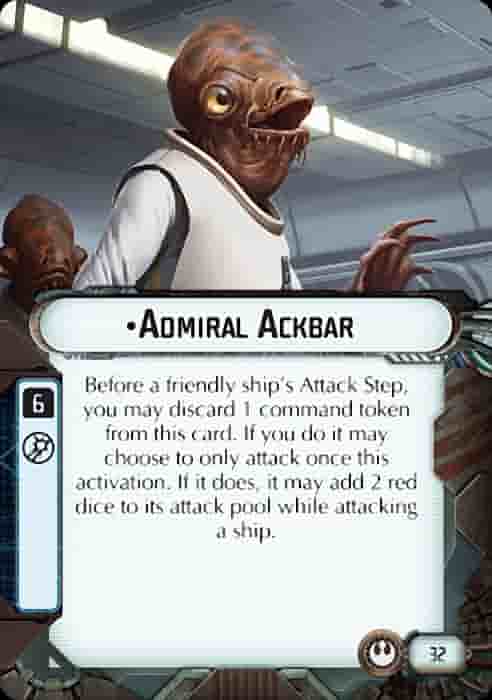 •Admiral Ackbar
6
Before a friendly ship's Attack Step,
you may discard 1 command token
from this card. If you do it may
choose to only attack once this
activation. If it does, it may add 2 red
dice to its attack pool while attacking
a ship.
32